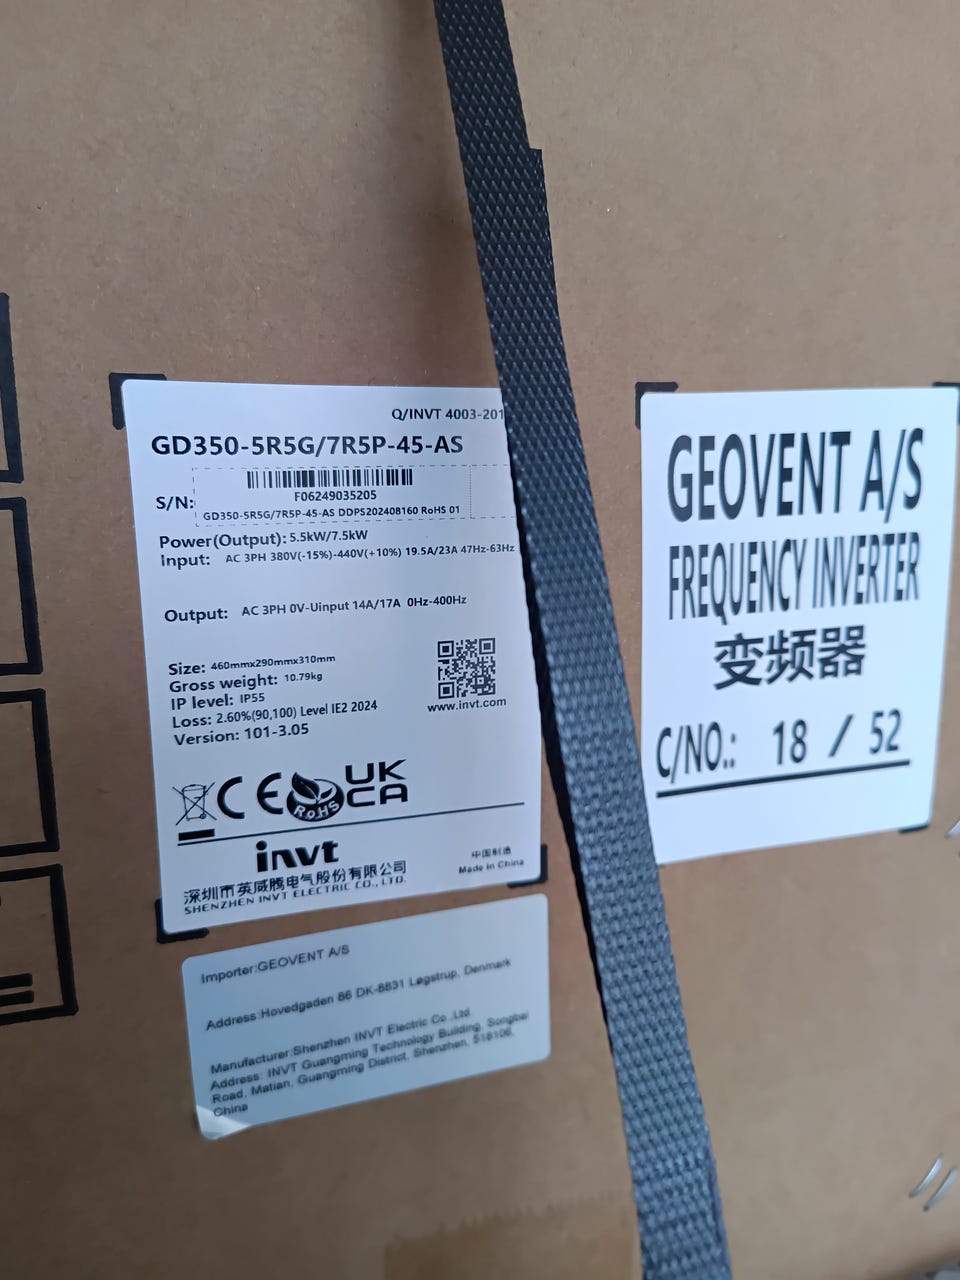 Q/INVT 4003-201
GD350-5R5G/7R5P-45-AS
S/N:
F06249035205
GD350-5R5G/7R5P-45-AS DDPS202408160 RoHS 01
Power(Output): 5.5kW/7.5kW
Input: AC 3PH 380V(-15%)-440V(+10%) 19.5A/23A 47Hz-63Hz
Output: AC 3PH 0V-Uinput 14A/17A 0Hz-400Hz
Size: 460mmx290mmx310mm
Gross weight: 10.79kg
IP level: IP55
Loss: 2.60%(90,100) Level IE2 2024
Version: 101-3.05
www.invt.com
CE RoHS UK
CA
invt
深圳市英威腾电气股份有限公司
SHENZHEN INVT ELECTRIC CO., LTD.
中国制造
Made in China
Importer:GEOVENT A/S
Address:Hovedgaden 86 DK-8831 Løgstrup, Denmark
Manufacturer:Shenzhen INVT Electric Co.,Ltd
Address: INVT Guangming Technology Building, Songbai
Road, Matian, Guangming District, Shenzhen, 518106,
China
GEOVENT A/S
FREQUENCY INVERTER
变频器
C/NO.: 18 / 52